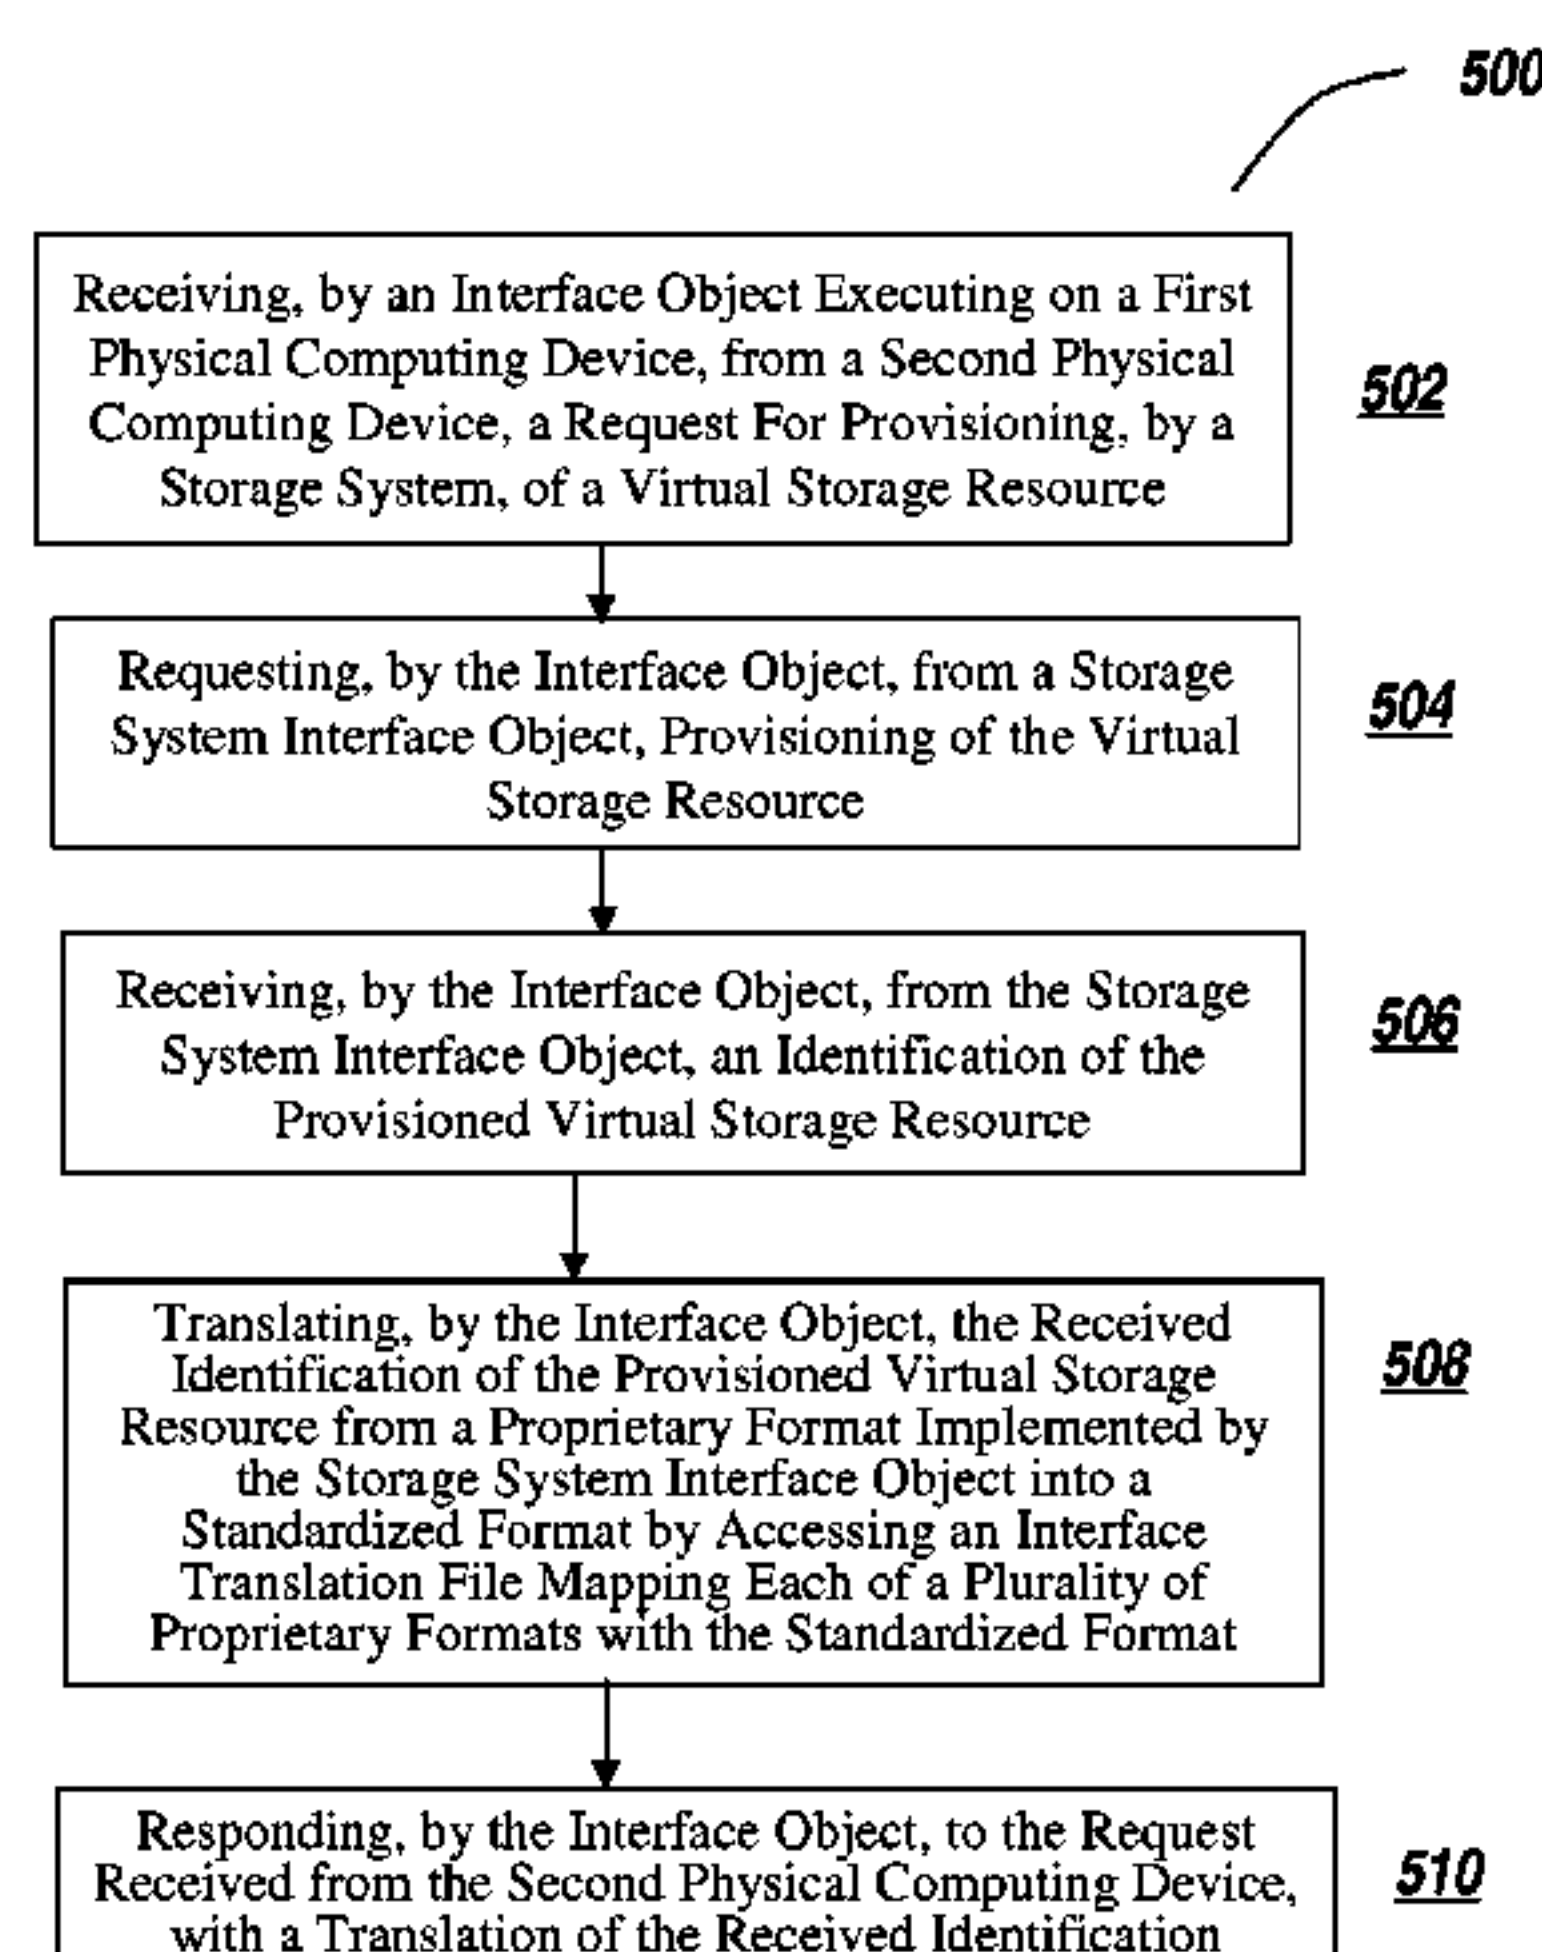 500
Receiving, by an Interface Object Executing on a First
Physical Computing Device, from a Second Physical
Computing Device, a Request For Provisioning, by a
Storage System, of a Virtual Storage Resource
502
Requesting, by the Interface Object, from a Storage
System Interface Object, Provisioning of the Virtual
Storage Resource
504
Receiving, by the Interface Object, from the Storage
System Interface Object, an Identification of the
Provisioned Virtual Storage Resource
506
Translating, by the Interface Object, the Received
Identification of the Provisioned Virtual Storage
Resource from a Proprietary Format Implemented by
the Storage System Interface Object into a
Standardized Format by Accessing an Interface
Translation File Mapping Each of a Plurality of
Proprietary Formats with the Standardized Format
508
Responding, by the Interface Object, to the Request
Received from the Second Physical Computing Device,
with a Translation of the Received Identification
510